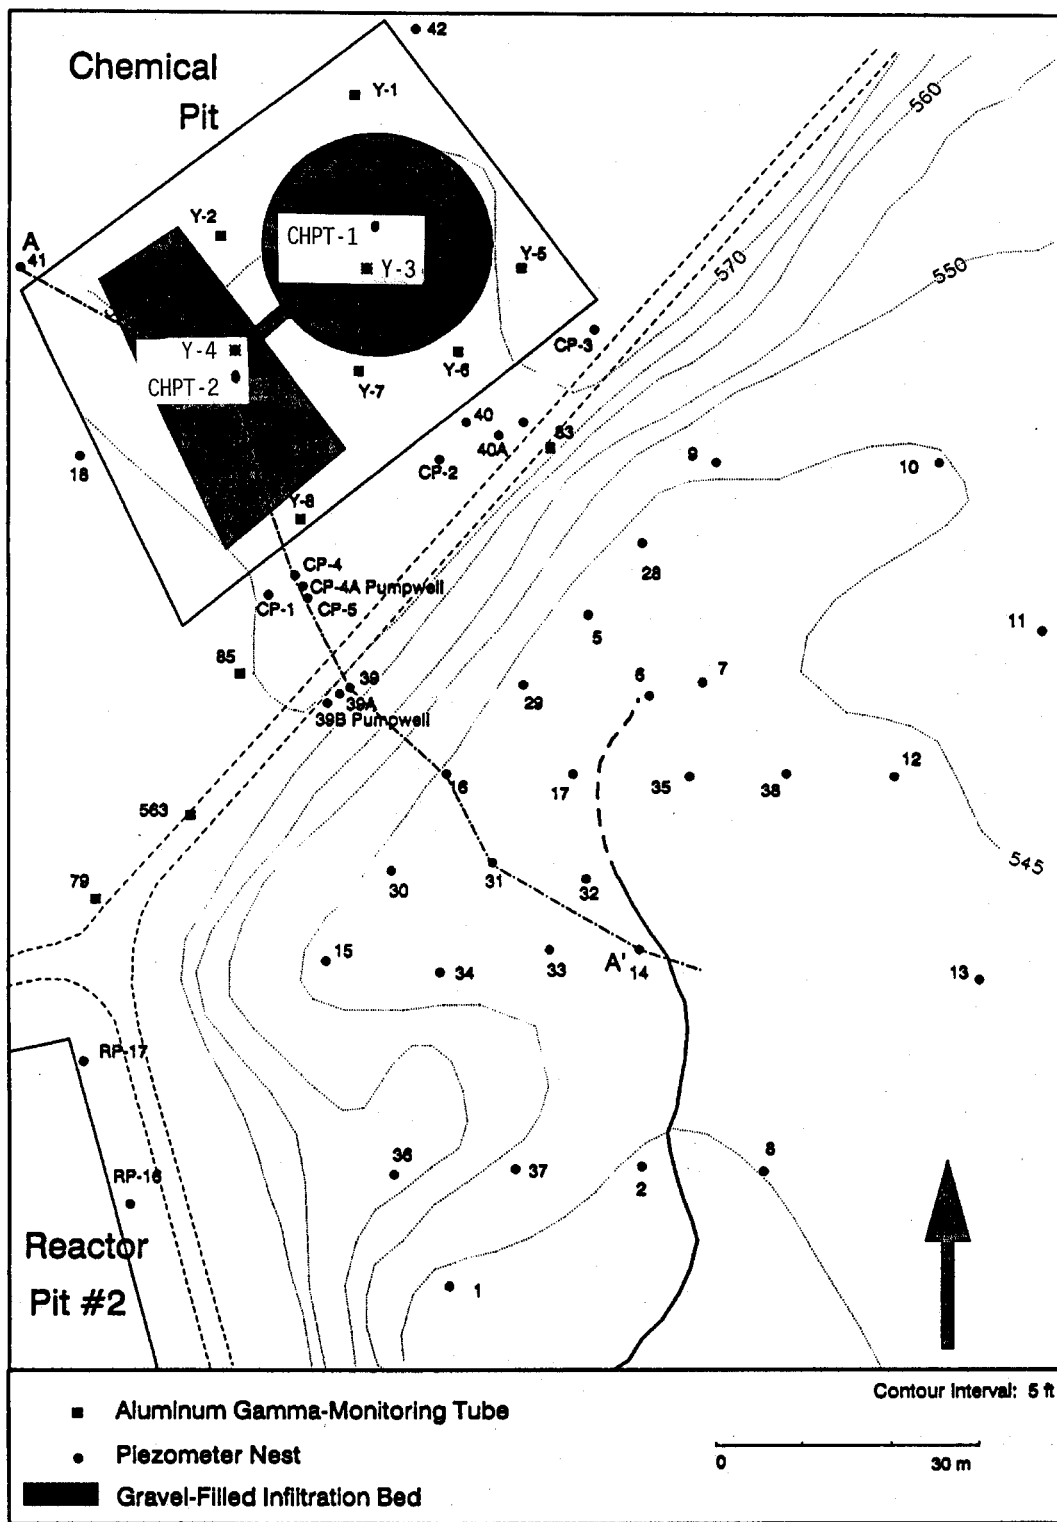 42
Chemical
Pit
Y-1
560
Y-2
CHPT-1
A
41
Y-3
Y-5
570
550
Y-4
CHPT-2
CP-3
Y-6
Y-7
40
40A
83
CP-2
18
9
10
Y-8
CP-4
CP-4A Pumpwell
CP-5
CP-1
28
5
11
85
39
39A
39B Pumpwell
29
6
7
16
17
35
38
12
563
545
79
30
31
32
15
34
33
A'
14
13
RP-17
RP-16
36
37
2
8
Reactor
Pit #2
1
Contour Interval: 5 ft
Aluminum Gamma-Monitoring Tube
Piezometer Nest
0
30 m
Gravel-Filled Infiltration Bed